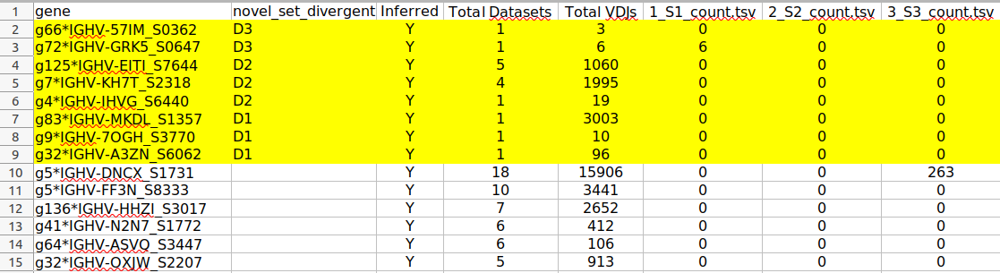 1 gene novel_set_divergent Inferred Total Datasets Total VDJs 1_S1_count.tsv 2_S2_count.tsv 3_S3_count.tsv
2 g66*IGHV-57IM_S0362 D3 Y 1 3 0 0 0
3 g72*IGHV-GRK5_S0647 D3 Y 1 6 6 0 0
4 g125*IGHV-EITI_S7644 D2 Y 5 1060 0 0 0
5 g7*IGHV-KH7T_S2318 D2 Y 4 1995 0 0 0
6 g4*IGHV-IHVG_S6440 D2 Y 1 19 0 0 0
7 g83*IGHV-MKDL_S1357 D1 Y 1 3003 0 0 0
8 g9*IGHV-7OGH_S3770 D1 Y 1 10 0 0 0
9 g32*IGHV-A3ZN_S6062 D1 Y 1 96 0 0 0
10 g5*IGHV-DNCX_S1731 Y 18 15906 0 0 263
11 g5*IGHV-FF3N_S8333 Y 10 3441 0 0 0
12 g136*IGHV-HHZI_S3017 Y 7 2652 0 0 0
13 g41*IGHV-N2N7_S1772 Y 6 412 0 0 0
14 g64*IGHV-ASVQ_S3447 Y 6 106 0 0 0
15 g32*IGHV-QXJW_S2207 Y 5 913 0 0 0